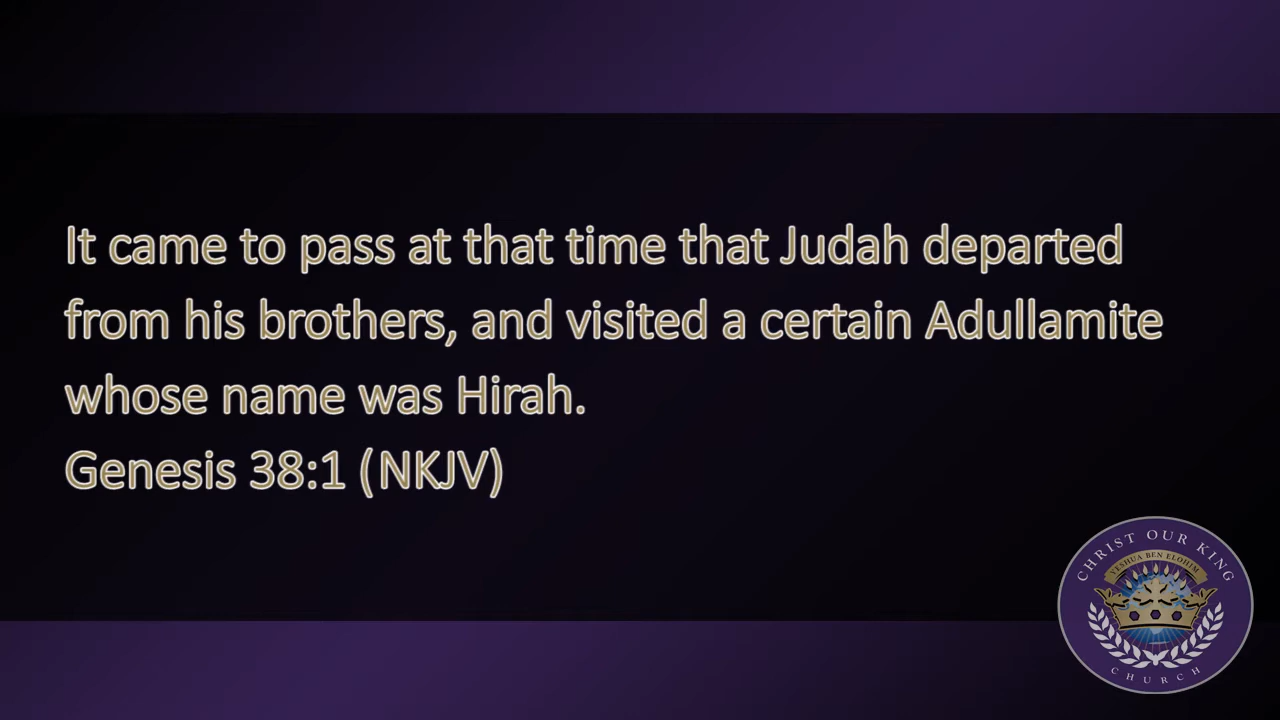 It came to pass at that time that Judah departed
from his brothers, and visited a certain Adullamite
whose name was Hirah.
Genesis 38:1 (NKJV)
CHRIST OUR KING
YESHUA BEN ELOHIM
CHURCH